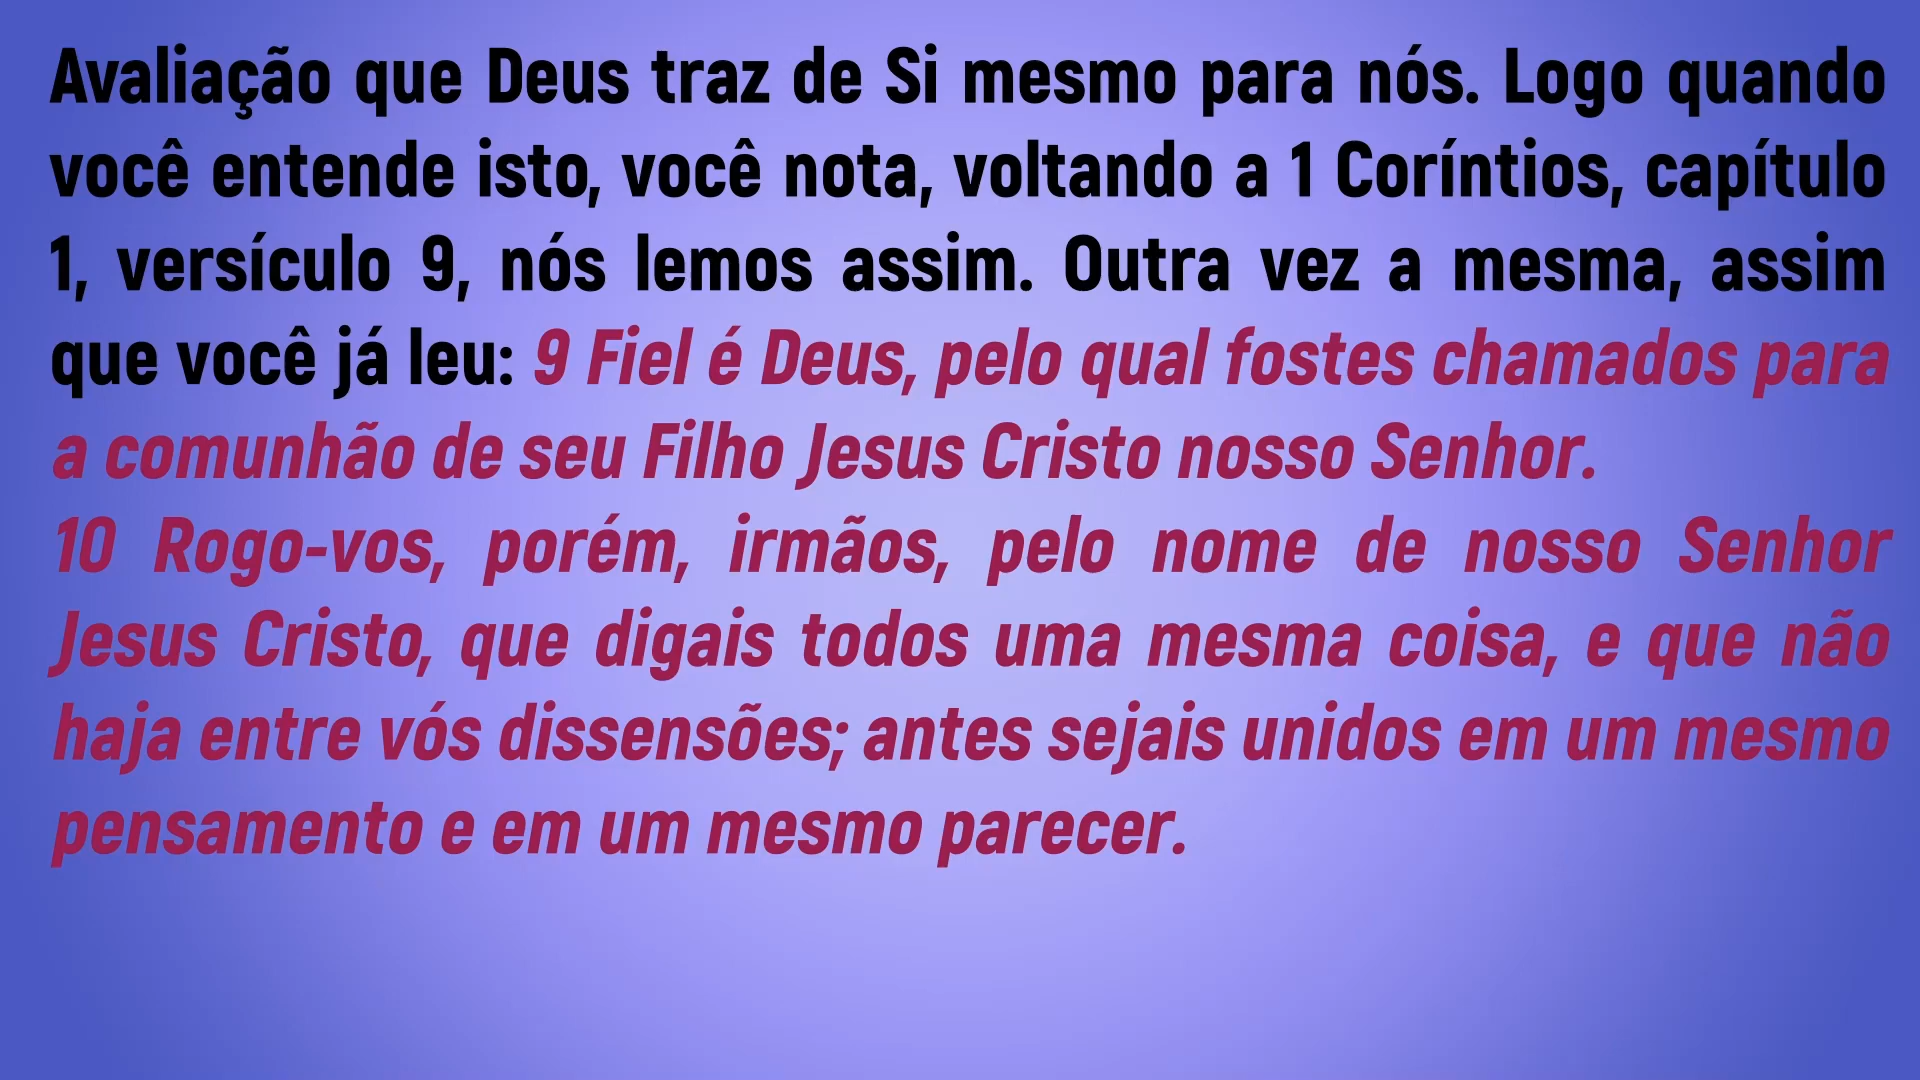 Avaliação que Deus traz de Si mesmo para nós. Logo quando
você entende isto, você nota, voltando a 1 Coríntios, capítulo
1, versículo 9, nós lemos assim. Outra vez a mesma, assim
que você já leu: 9 Fiel é Deus, pelo qual fostes chamados para
a comunhão de seu Filho Jesus Cristo nosso Senhor.
10 Rogo-vos, porém, irmãos, pelo nome de nosso Senhor
Jesus Cristo, que digais todos uma mesma coisa, e que não
haja entre vós dissensões; antes sejais unidos em um mesmo
pensamento e em um mesmo parecer.